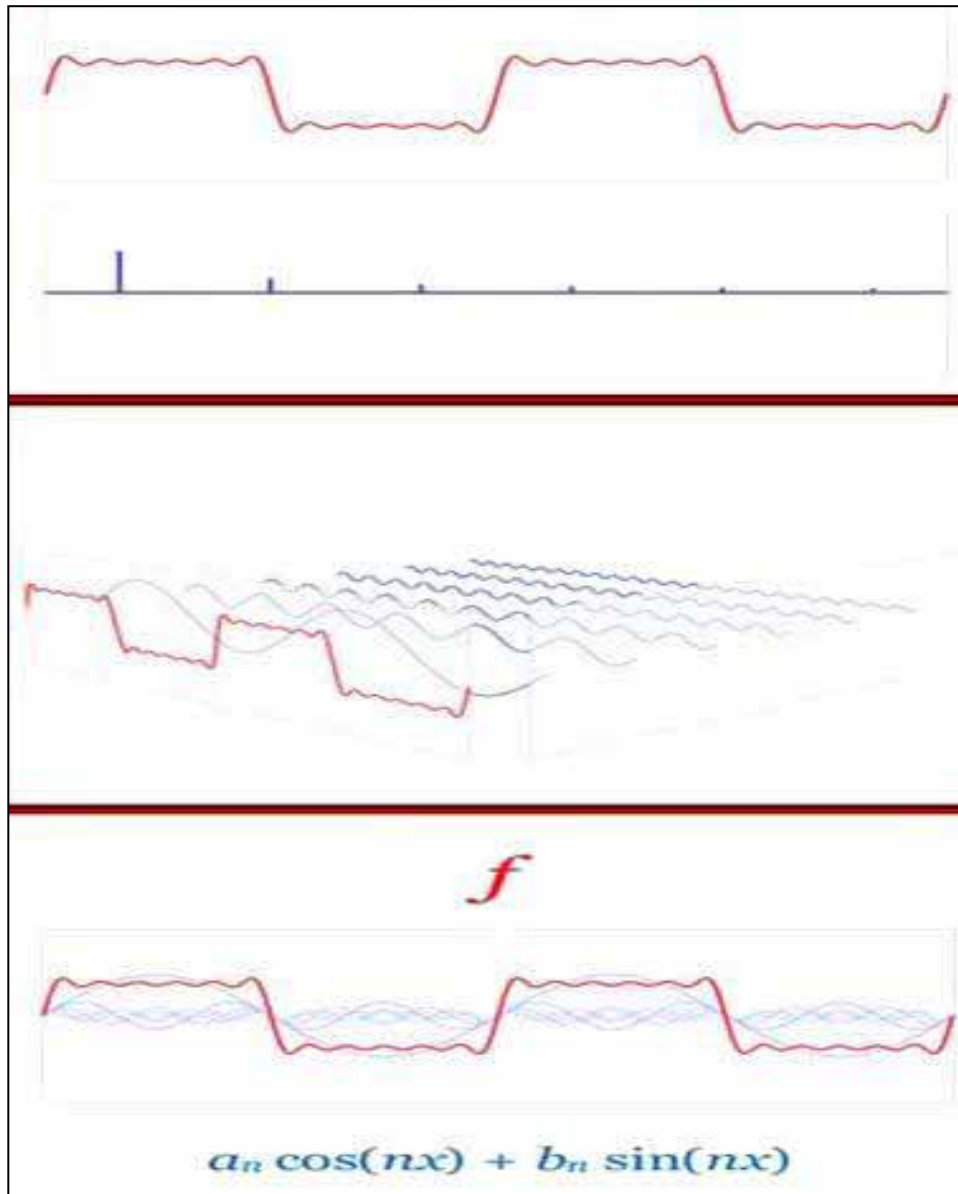 f
aₙ cos(nx) + bₙ sin(nx)